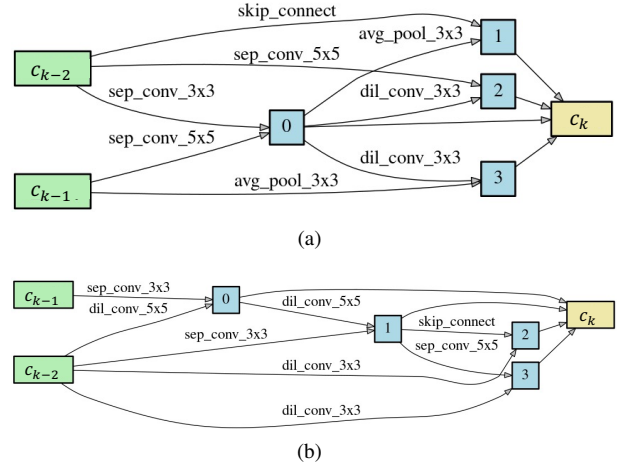 skip_connect
1
avg_pool_3x3
c_{k-2}
sep_conv_5x5
sep_conv_3x3
dil_conv_3x3
2
c_k
0
sep_conv_5x5
dil_conv_3x3
c_{k-1}
avg_pool_3x3
3
(a)
c_{k-1}
sep_conv_3x3
0
dil_conv_5x5
dil_conv_5x5
c_k
sep_conv_3x3
1
skip_connect
2
sep_conv_5x5
c_{k-2}
dil_conv_3x3
3
dil_conv_3x3
(b)